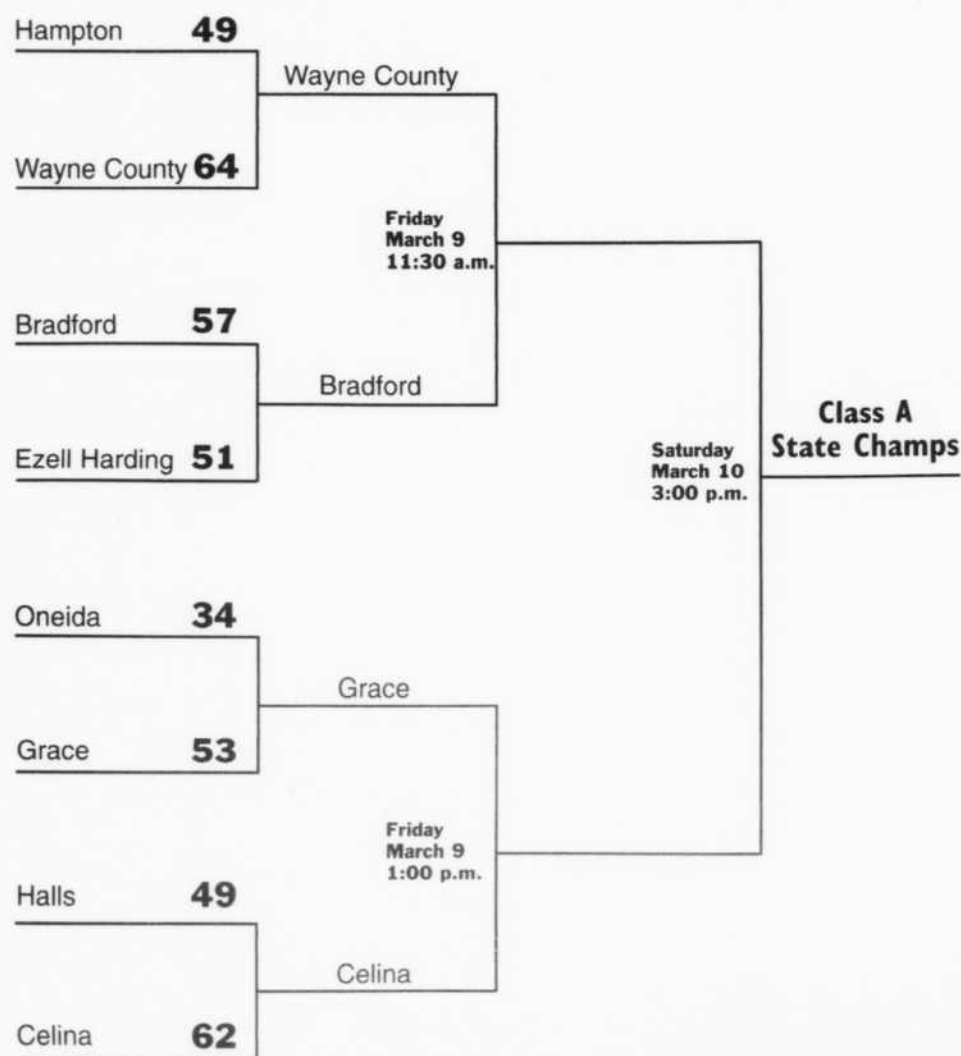 Hampton 49
Wayne County
Wayne County 64
Friday
March 9
11:30 a.m.
Bradford 57
Bradford
Ezell Harding 51
Class A
State Champs
Saturday
March 10
3:00 p.m.
Oneida 34
Grace
Grace 53
Friday
March 9
1:00 p.m.
Halls 49
Celina
Celina 62